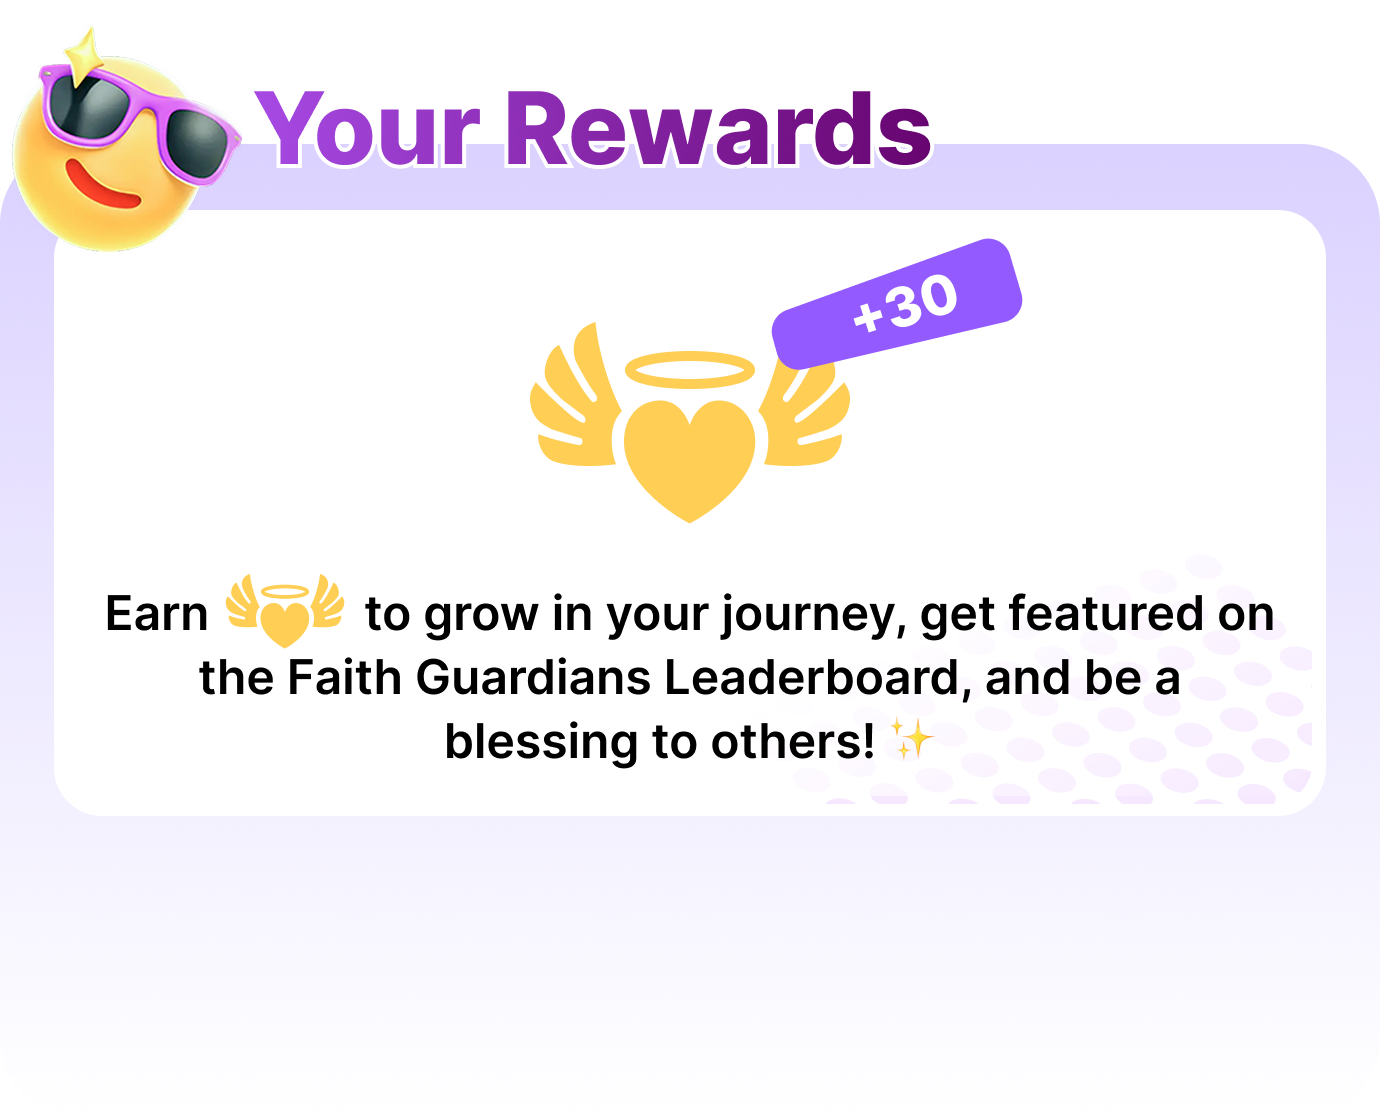 Your Rewards
+30
Earn to grow in your journey, get featured on
the Faith Guardians Leaderboard, and be a
blessing to others! ✨